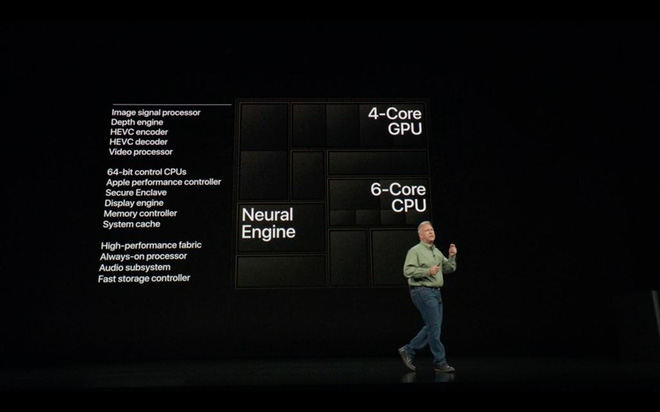 Image signal processor
Depth engine
HEVC encoder
HEVC decoder
Video processor
64-bit control CPUs
Apple performance controller
Secure Enclave
Display engine
Memory controller
System cache
High-performance fabric
Always-on processor
Audio subsystem
Fast storage controller
4-Core
GPU
6-Core
CPU
Neural
Engine